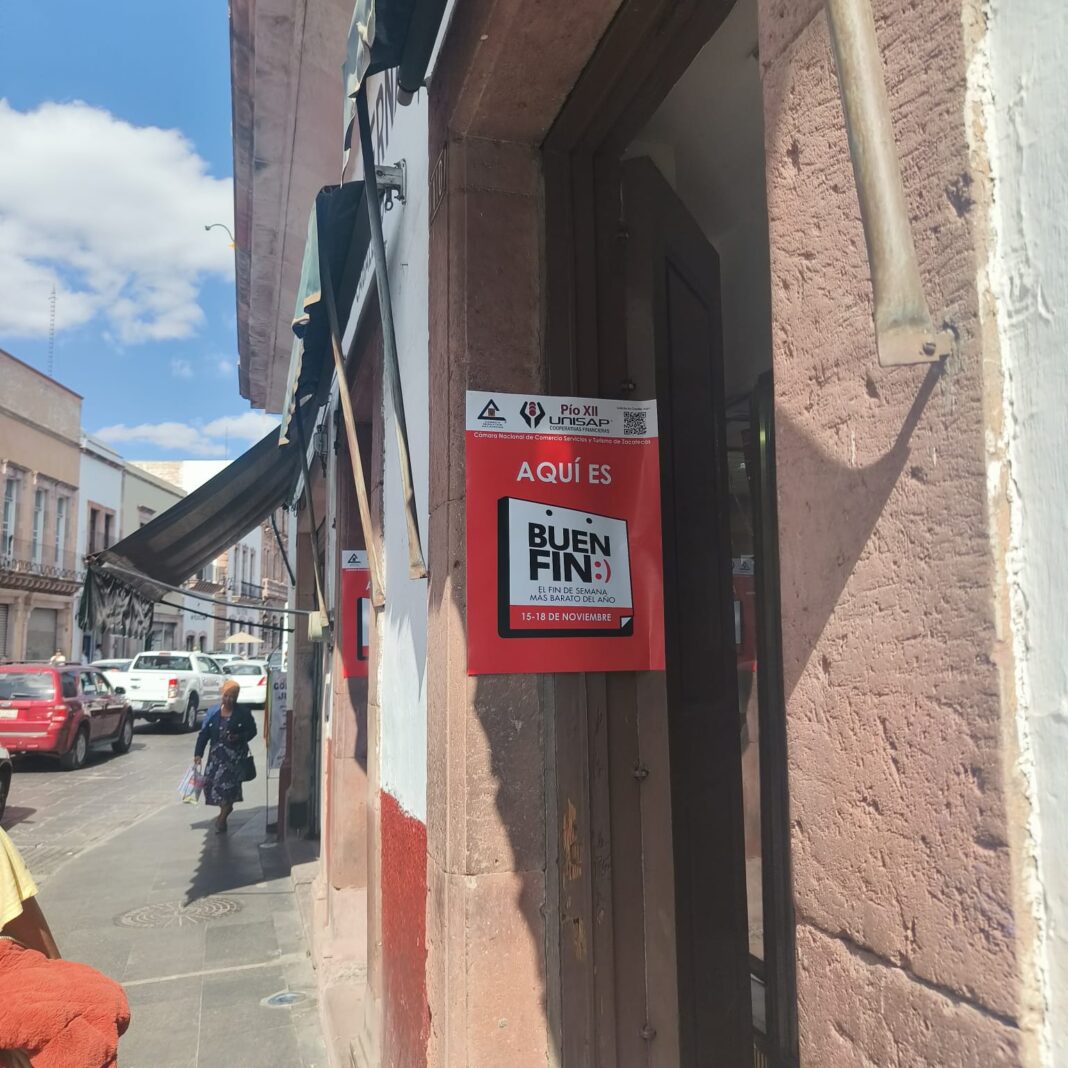 Pío XII
UNISAP
COOPERATIVAS FINANCIERAS
Cámara Nacional de Comercio Servicios y Turismo de Zacatecas
AQUÍ ES
BUEN
FIN:)
EL FIN DE SEMANA
MÁS BARATO DEL AÑO
15-18 DE NOVIEMBRE